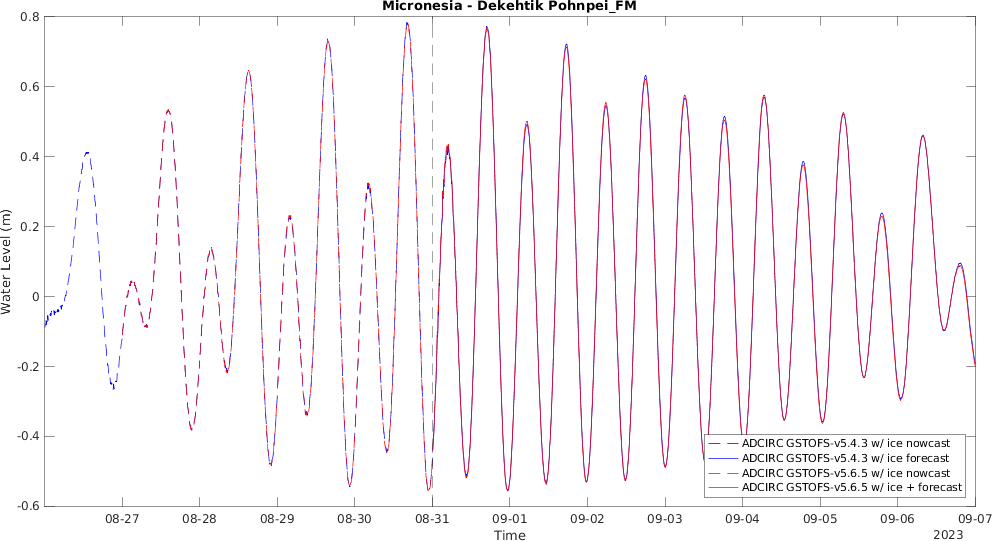 Micronesia - Dekehtik Pohnpei_FM
0.8
0.6
0.4
0.2
0
-0.2
-0.4
-0.6
Water Level (m)
ADCIRC GSTOFS-v5.4.3 w/ ice nowcast
ADCIRC GSTOFS-v5.4.3 w/ ice forecast
ADCIRC GSTOFS-v5.6.5 w/ ice nowcast
ADCIRC GSTOFS-v5.6.5 w/ ice + forecast
08-27 08-28 08-29 08-30 08-31 09-01 09-02 09-03 09-04 09-05 09-06 09-07
Time
2023